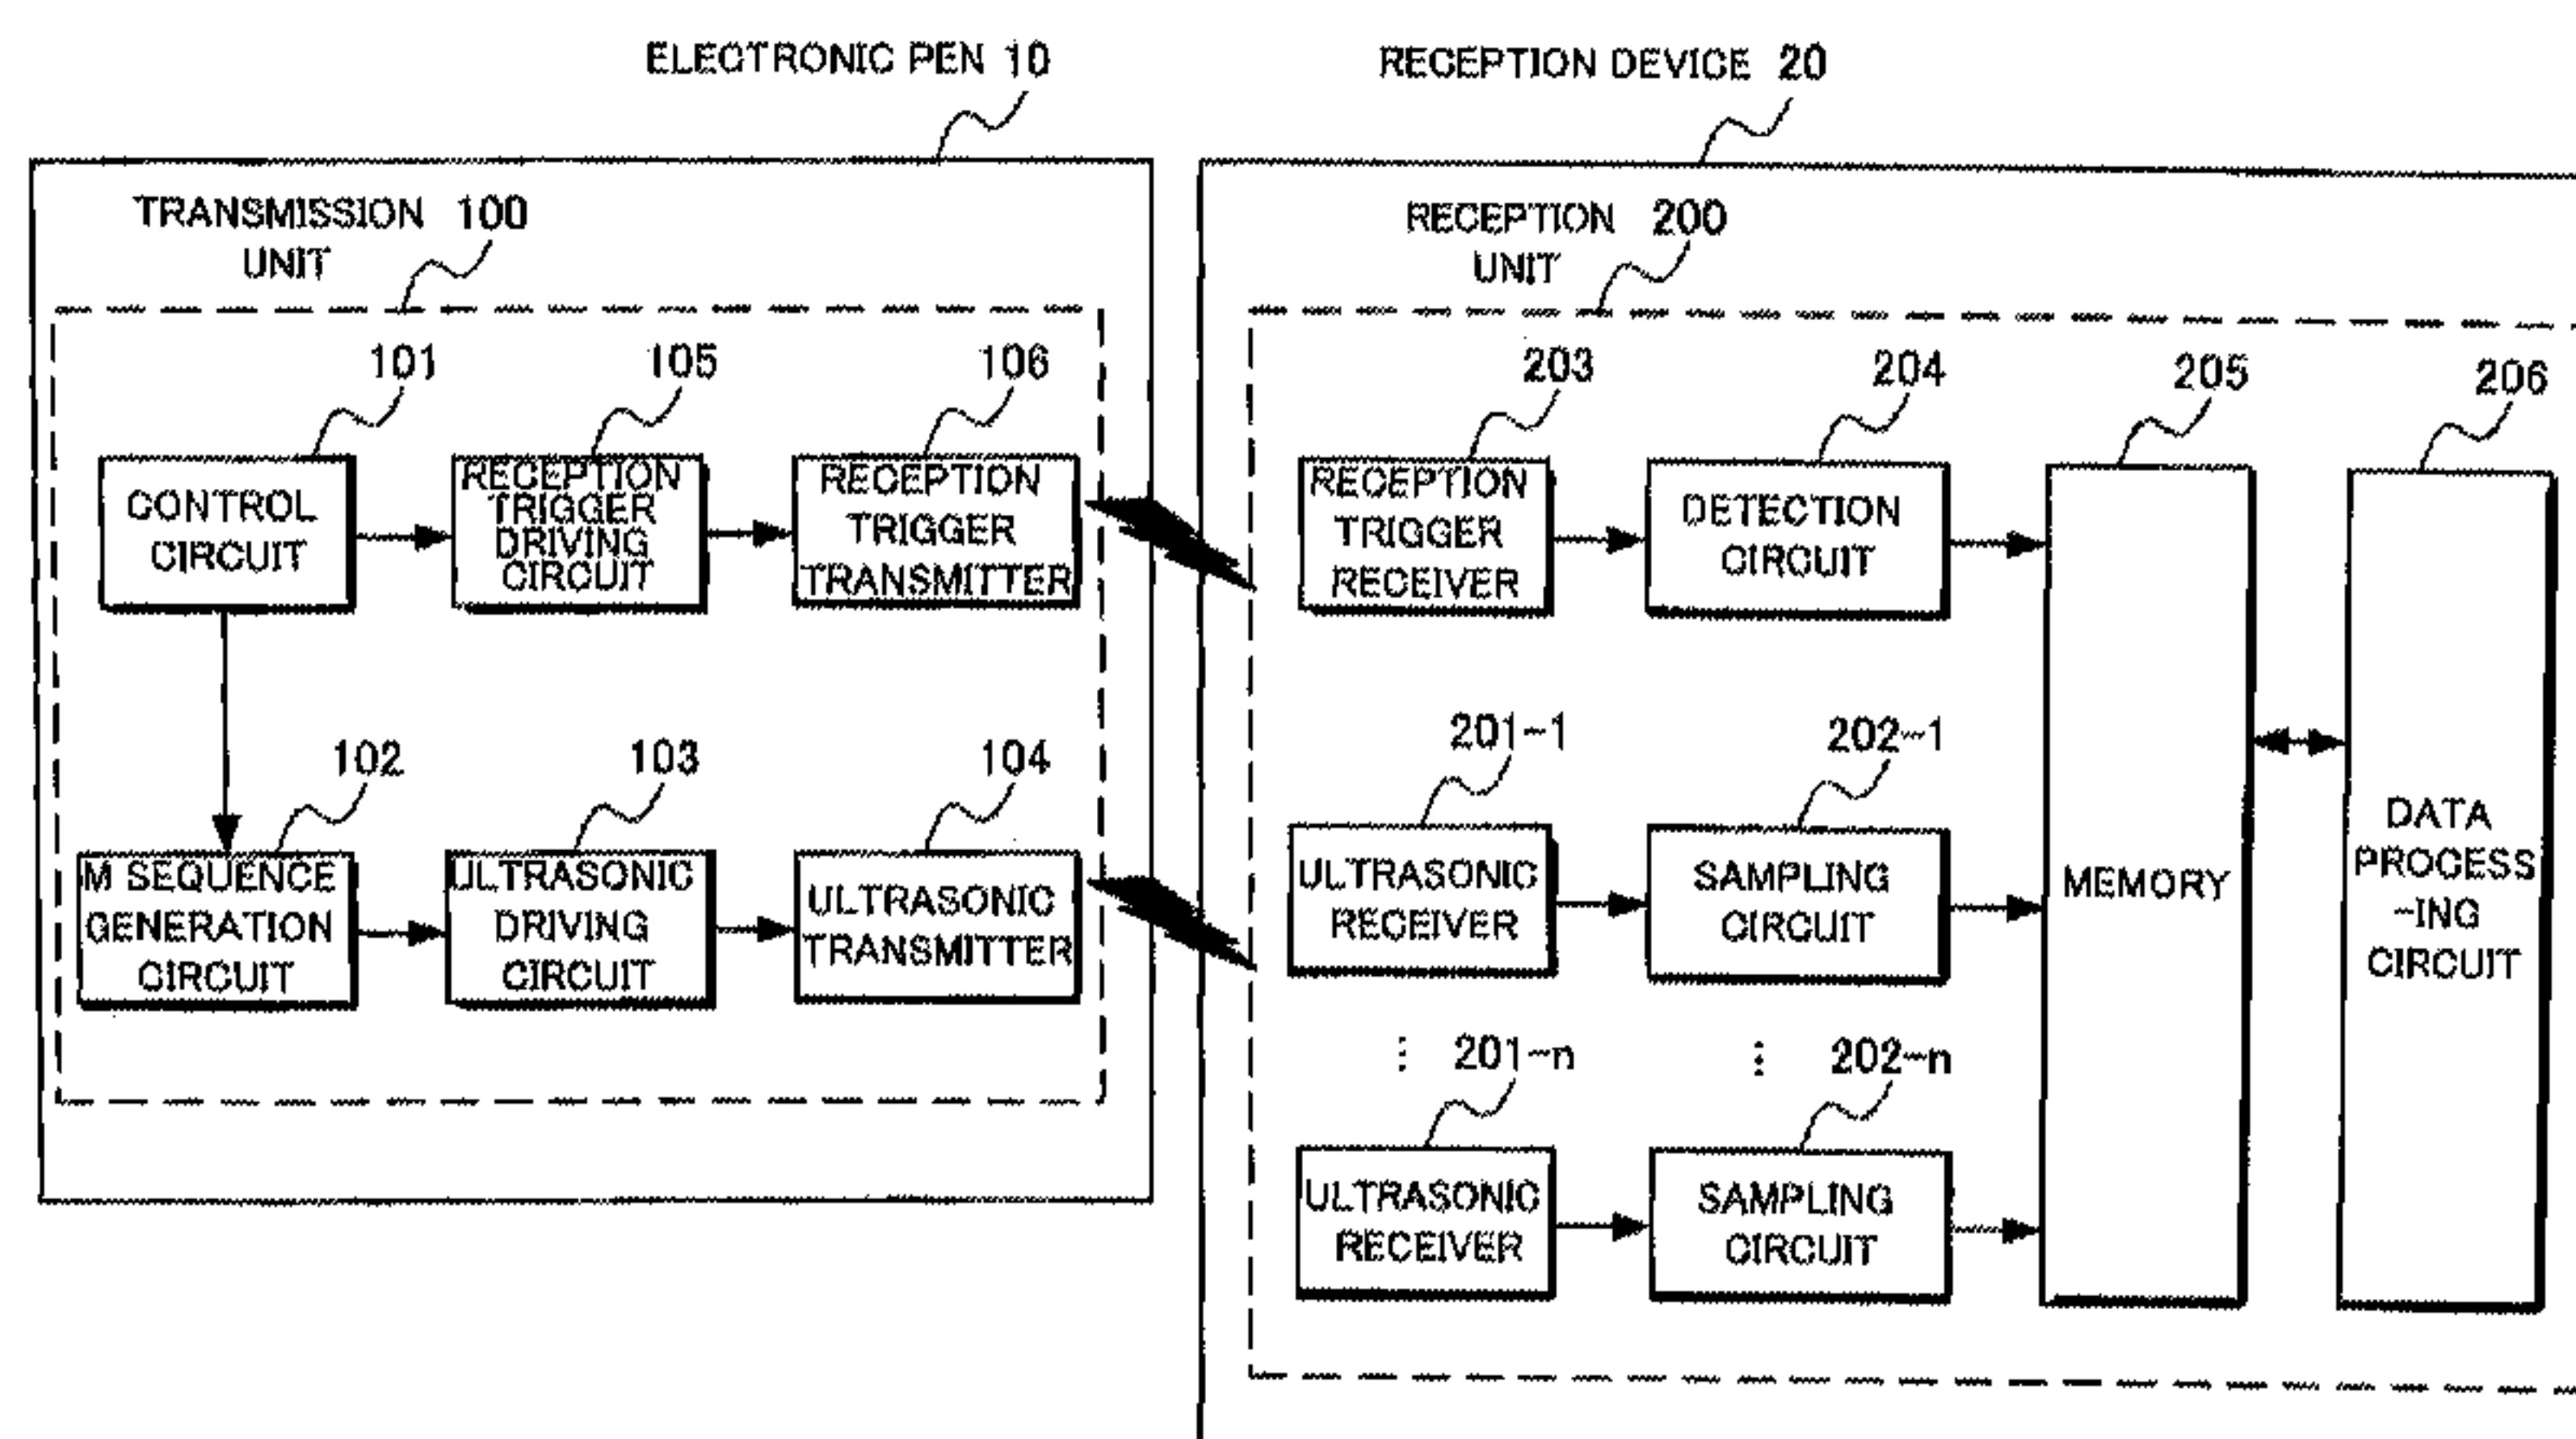 ELECTRONIC PEN 10
RECEPTION DEVICE 20
TRANSMISSION 100
UNIT
RECEPTION 200
UNIT
101
105
106
203
204
205
206
CONTROL
CIRCUIT
RECEPTION
TRIGGER
DRIVING
CIRCUIT
RECEPTION
TRIGGER
TRANSMITTER
RECEPTION
TRIGGER
RECEIVER
DETECTION
CIRCUIT
102
103
104
201-1
202-1
M SEQUENCE
GENERATION
CIRCUIT
ULTRASONIC
DRIVING
CIRCUIT
ULTRASONIC
TRANSMITTER
ULTRASONIC
RECEIVER
SAMPLING
CIRCUIT
MEMORY
DATA
PROCESS
-ING
CIRCUIT
⋮ 201-n
⋮ 202-n
ULTRASONIC
RECEIVER
SAMPLING
CIRCUIT